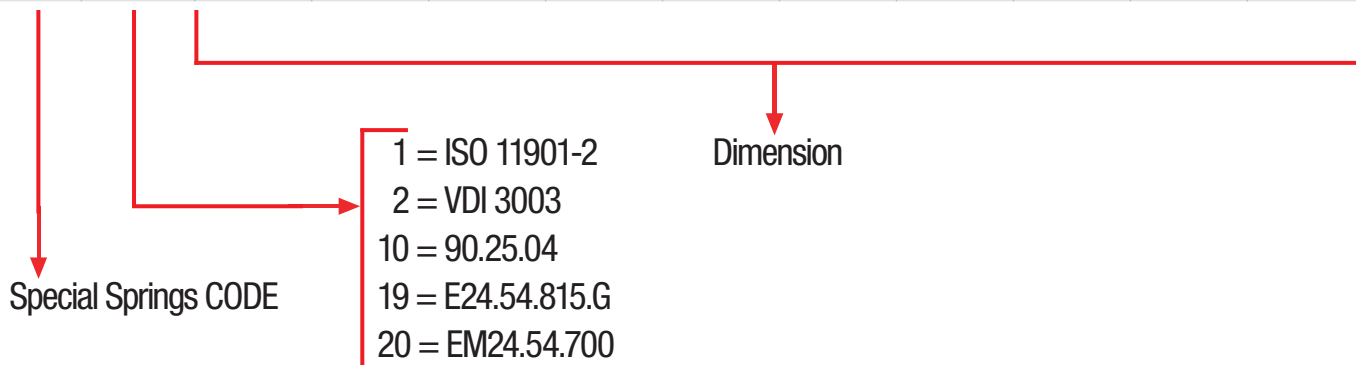 1 = ISO 11901-2
Dimension
2 = VDI 3003
10 = 90.25.04
Special Springs CODE
19 = E24.54.815.G
20 = EM24.54.700